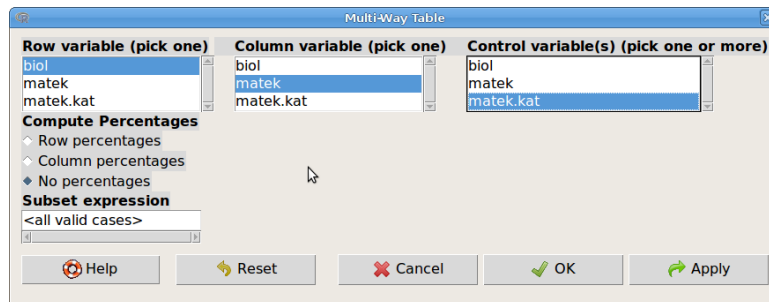 Multi-Way Table
Row variable (pick one) Column variable (pick one) Control variable(s) (pick one or more)
biol biol biol
matek matek matek
matek.kat matek.kat matek.kat
Compute Percentages
Row percentages
Column percentages
No percentages
Subset expression
<all valid cases>
Help Reset Cancel OK Apply